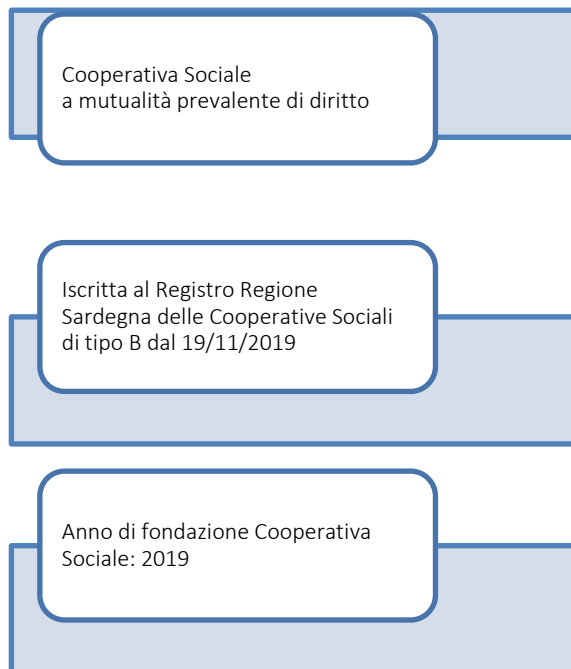 Cooperativa Sociale
a mutualità prevalente di diritto
Iscritta al Registro Regione
Sardegna delle Cooperative Sociali
di tipo B dal 19/11/2019
Anno di fondazione Cooperativa
Sociale: 2019